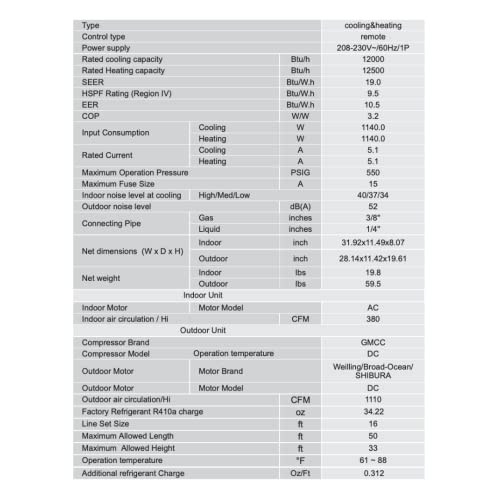 Type cooling&heating
Control type remote
Power supply 208-230V~/60Hz/1P
Rated cooling capacity Btu/h 12000
Rated Heating capacity Btu/h 12500
SEER Btu/W.h 19.0
HSPF Rating (Region IV) Btu/W.h 9.5
EER Btu/W.h 10.5
COP W/W 3.2
Input Consumption Cooling W 1140.0
Heating W 1140.0
Rated Current Cooling A 5.1
Heating A 5.1
Maximum Operation Pressure PSIG 550
Maximum Fuse Size A 15
Indoor noise level at cooling High/Med/Low 40/37/34
Outdoor noise level dB(A) 52
Connecting Pipe Gas inches 3/8"
Liquid inches 1/4"
Net dimensions (W x D x H) Indoor inch 31.92x11.49x8.07
Outdoor inch 28.14x11.42x19.61
Net weight Indoor lbs 19.8
Outdoor lbs 59.5
Indoor Unit
Indoor Motor Motor Model AC
Indoor air circulation / Hi CFM 380
Outdoor Unit
Compressor Brand GMCC
Compressor Model Operation temperature DC
Outdoor Motor Motor Brand Weilling/Broad-Ocean/
SHIBURA
Outdoor Motor Motor Model DC
Outdoor air circulation/Hi CFM 1110
Factory Refrigerant R410a charge oz 34.22
Line Set Size ft 16
Maximum Allowed Length ft 50
Maximum Allowed Height ft 33
Operation temperature °F 61 ~ 88
Additional refrigerant Charge Oz/Ft 0.312